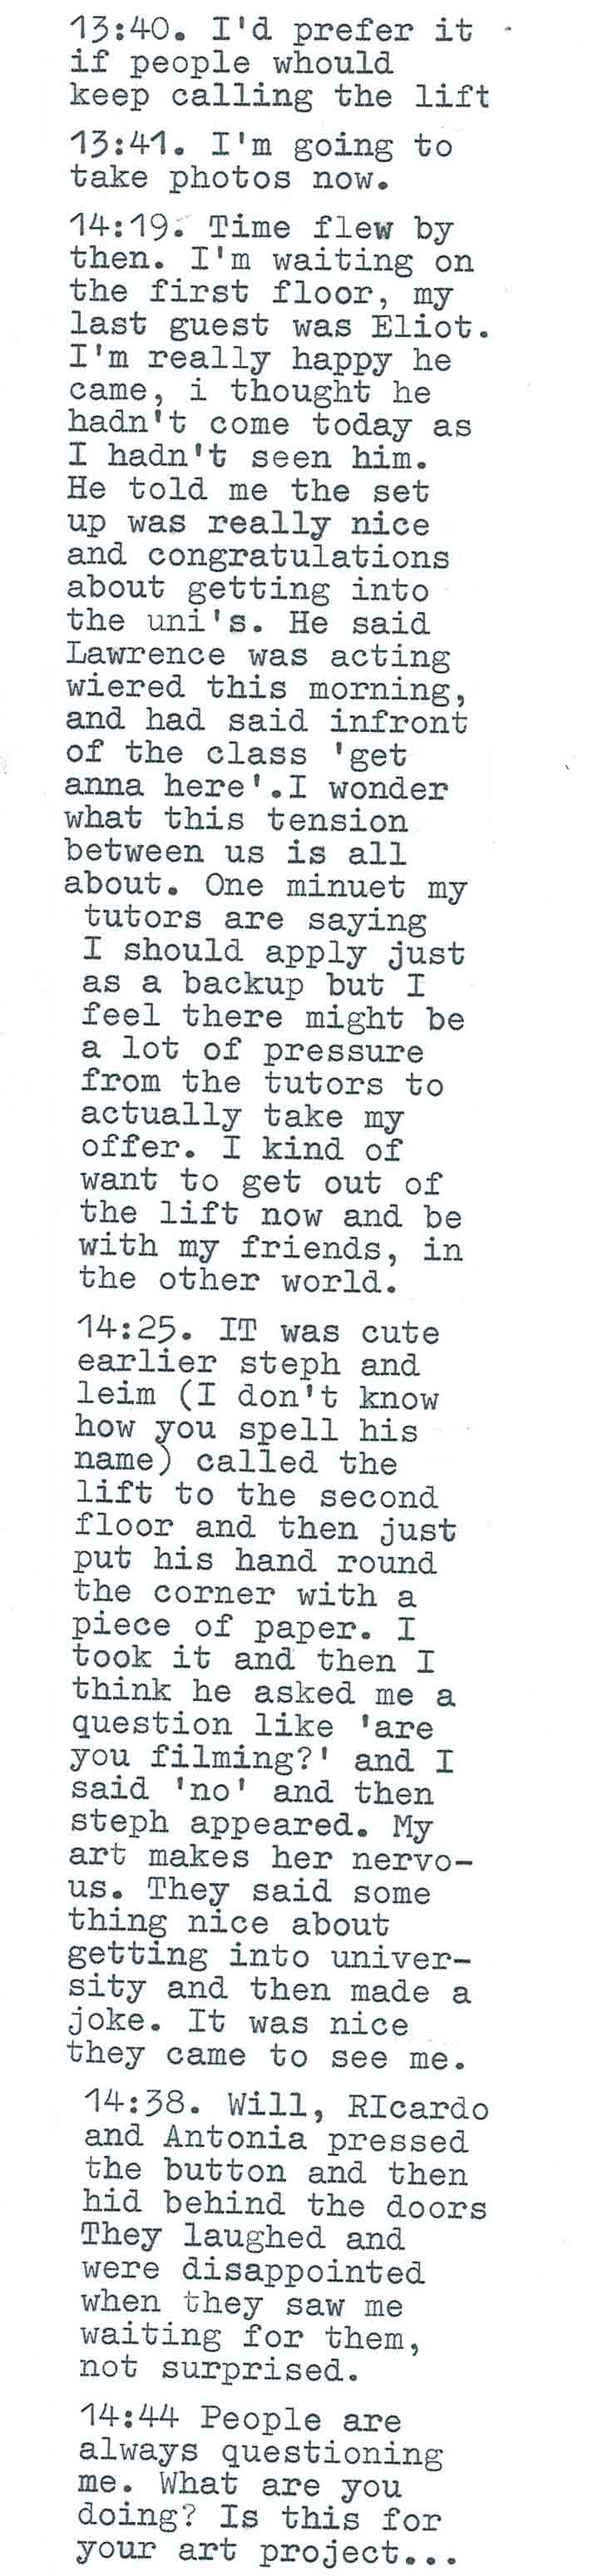 13:40. I'd prefer it
if people whould
keep calling the lift
13:41. I'm going to
take photos now.
14:19. Time flew by
then. I'm waiting on
the first floor, my
last guest was Eliot.
I'm really happy he
came, i thought he
hadn't come today as
I hadn't seen him.
He told me the set
up was really nice
and congratulations
about getting into
the uni's. He said
Lawrence was acting
wiered this morning,
and had said infront
of the class 'get
anna here'.I wonder
what this tension
between us is all
about. One minuet my
tutors are saying
I should apply just
as a backup but I
feel there might be
a lot of pressure
from the tutors to
actually take my
offer. I kind of
want to get out of
the lift now and be
with my friends, in
the other world.
14:25. IT was cute
earlier steph and
leim (I don't know
how you spell his
name) called the
lift to the second
floor and then just
put his hand round
the corner with a
piece of paper. I
took it and then I
think he asked me a
question like 'are
you filming?' and I
said 'no' and then
steph appeared. My
art makes her nervo-
us. They said some
thing nice about
getting into univer-
sity and then made a
joke. It was nice
they came to see me.
14:38. Will, RIcardo
and Antonia pressed
the button and then
hid behind the doors
They laughed and
were disappointed
when they saw me
waiting for them,
not surprised.
14:44 People are
always questioning
me. What are you
doing? Is this for
your art project...